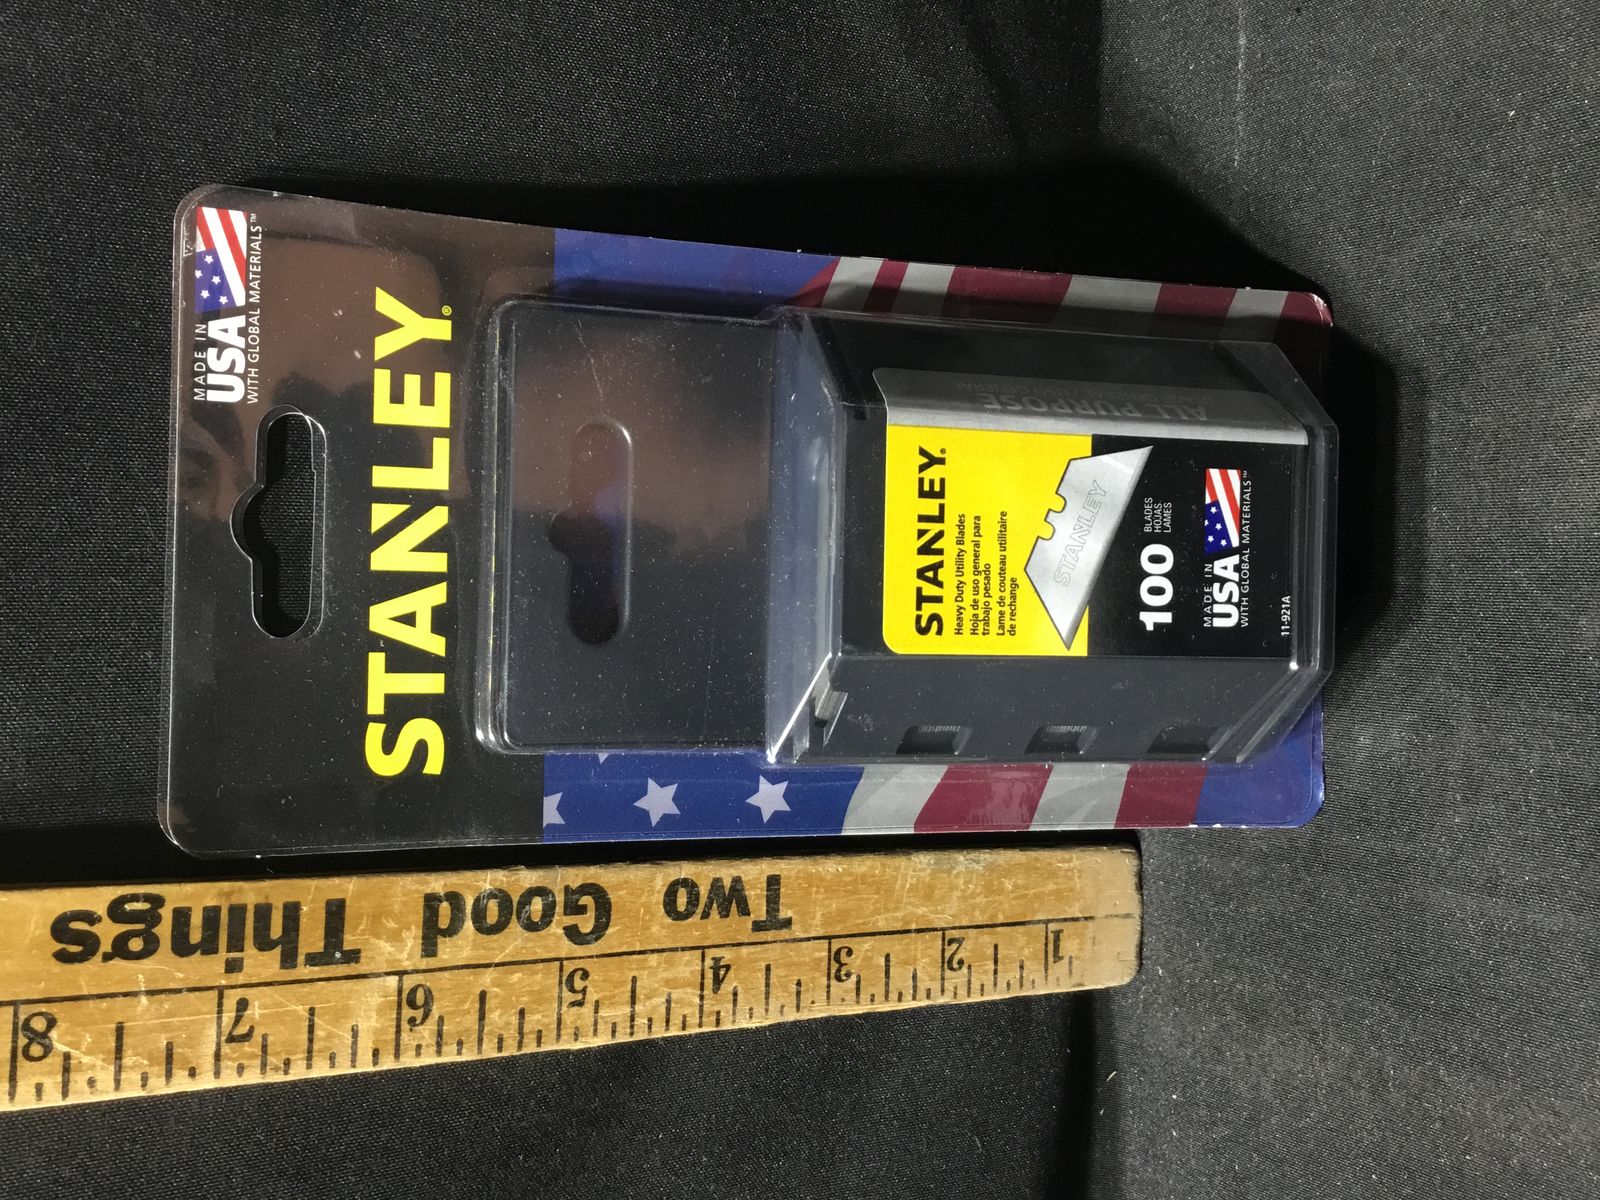 MADE IN
USA
WITH GLOBAL MATERIALS™
STANLEY®
ALL PURPOSE
STANLEY®
Heavy Duty Utility Blades
Hoja de uso general para
trabajo pesado
Lame de couteau utilitaire
de rechange
STANLEY
100
BLADES
HOJAS
LAMES
MADE IN
USA
WITH GLOBAL MATERIALS™
11-921A
Two Good Things
1 2 3 4 5 6 7 8